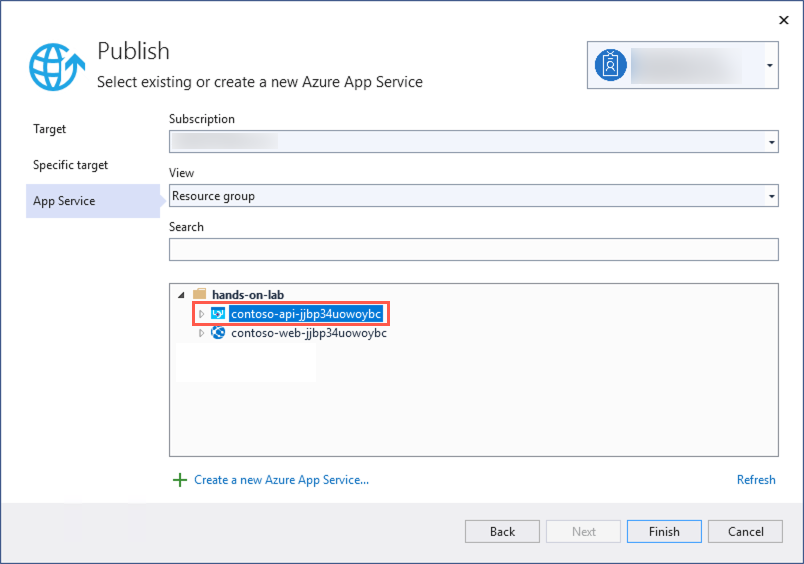 Publish
Select existing or create a new Azure App Service
Target
Specific target
App Service
Subscription
View
Resource group
Search
hands-on-lab
contoso-api-jjbp34uowoybc
contoso-web-jjbp34uowoybc
Create a new Azure App Service...
Refresh
Back
Next
Finish
Cancel